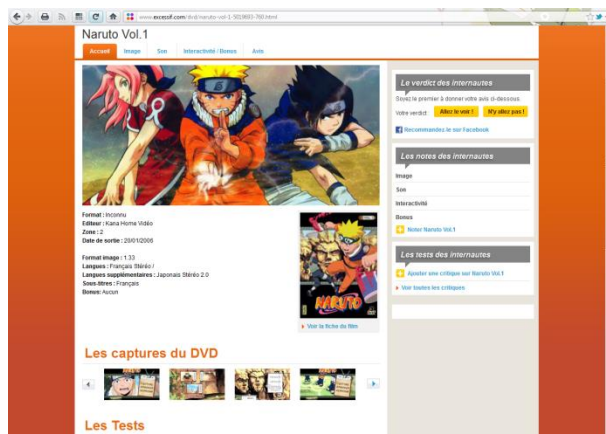 www.excessif.com/dvd/naruto-vol-1-5019893-760.html
Naruto Vol.1
Accueil
Image
Son
Interactivité / Bonus
Avis
Format : Inconnu
Editeur : Kana Home Vidéo
Zone : 2
Date de sortie : 20/01/2006
Format image : 1.33
Langues : Français Stéréo /
Langues supplémentaires : Japonais Stéréo 2.0
Sous-titres : Français
Bonus: Aucun
NARUTO
Voir la fiche du film
Les captures du DVD
Les Tests
Le verdict des internautes
Soyez le premier à donner votre avis ci-dessous.
Votre verdict
Allez le voir !
N'y allez pas !
Recommandez le sur Facebook
Les notes des internautes
Image
Son
Interactivité
Bonus
Noter Naruto Vol.1
Les tests des internautes
Ajouter une critique sur Naruto Vol.1
Voir toutes les critiques